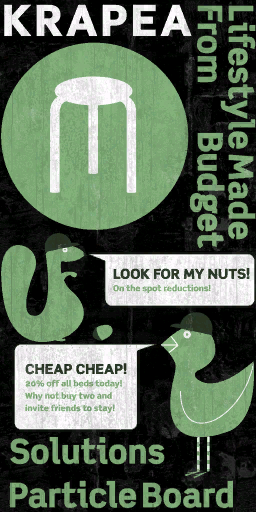 KRAPEA
Lifestyle Made
From Budget
LOOK FOR MY NUTS!
On the spot reductions!
CHEAP CHEAP!
20% off all beds today!
Why not buy two and
invite friends to stay!
Solutions
Particle Board